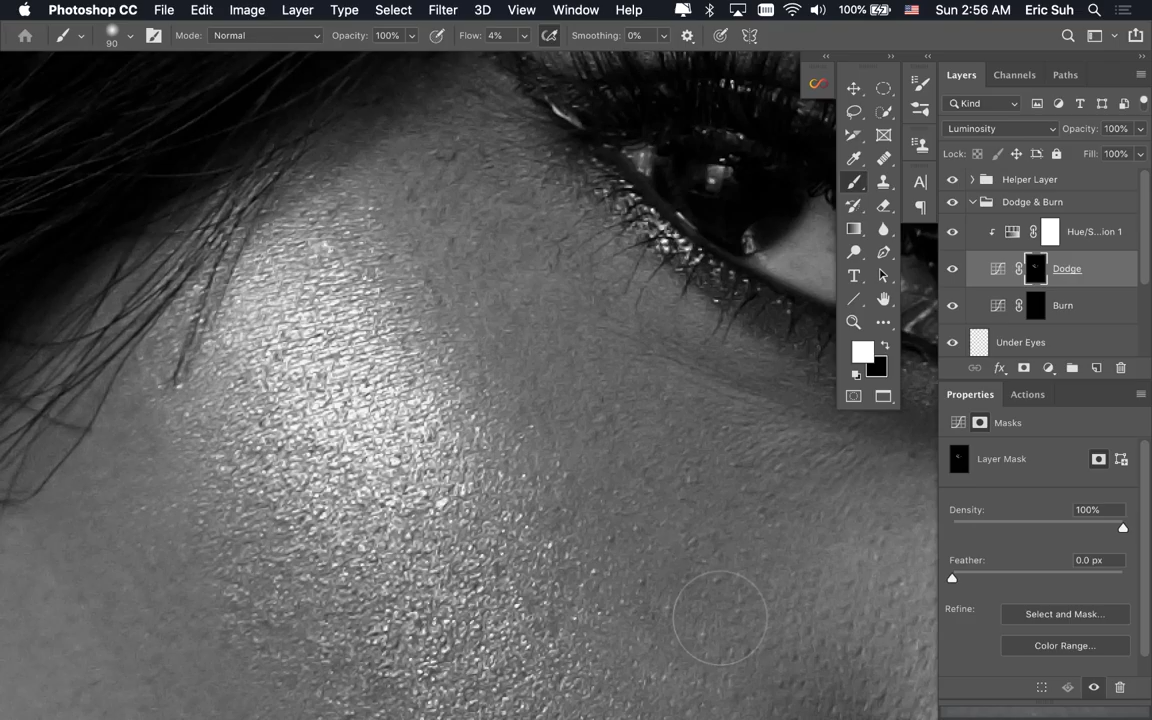 Photoshop CC File Edit Image Layer Type Select Filter 3D View Window Help 100% Sun 2:56 AM Eric Suh
90 Mode: Normal Opacity: 100% Flow: 4% Smoothing: 0%
Layers Channels Paths
Kind
Luminosity Opacity: 100%
Lock: Fill: 100%
Helper Layer
Dodge & Burn
Hue/S...ion 1
Dodge
Burn
Under Eyes
Properties Actions
Masks
Layer Mask
Density: 100%
Feather: 0.0 px
Refine: Select and Mask...
Color Range...